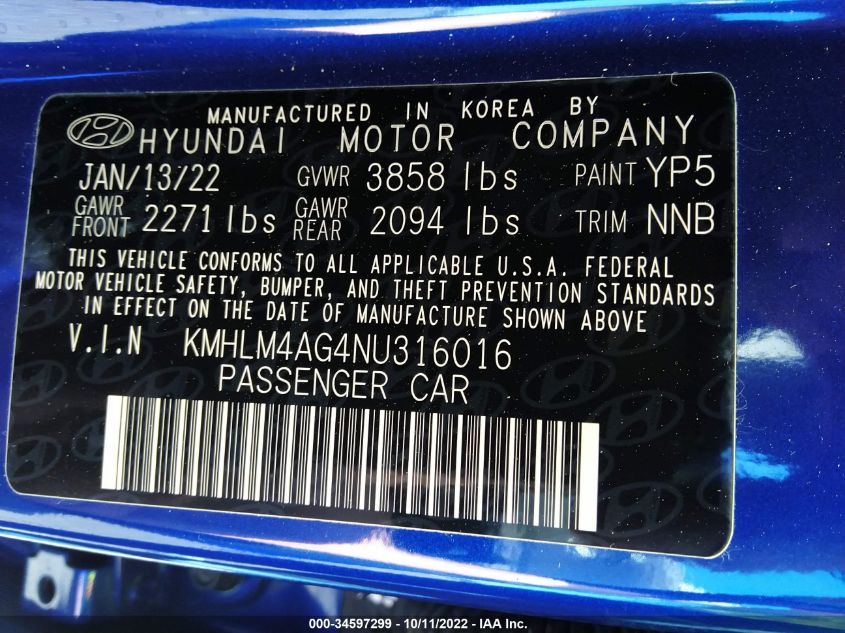 MANUFACTURED IN KOREA BY
HYUNDAI MOTOR COMPANY
JAN/13/22 GVWR 3858 lbs PAINT YP5
GAWR FRONT 2271 lbs GAWR REAR 2094 lbs TRIM NNB
THIS VEHICLE CONFORMS TO ALL APPLICABLE U.S.A. FEDERAL
MOTOR VEHICLE SAFETY, BUMPER, AND THEFT PREVENTION STANDARDS
IN EFFECT ON THE DATE OF MANUFACTURE SHOWN ABOVE
V.I.N KMHLM4AG4NU316016
PASSENGER CAR
000-34597299 - 10/11/2022 - IAA Inc.